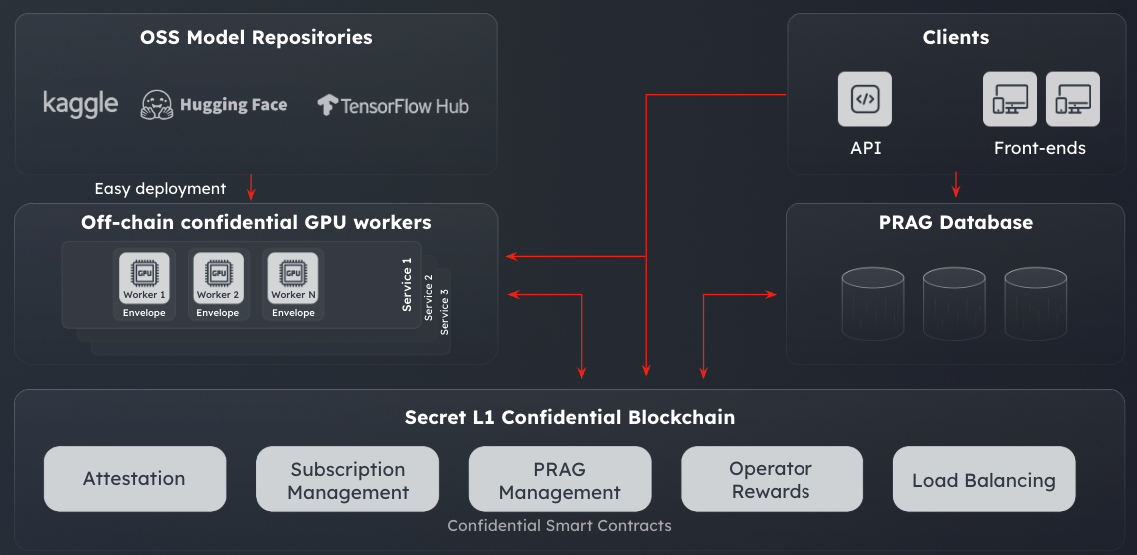 OSS Model Repositories
kaggle
Hugging Face
TensorFlow Hub
Clients
</>
API
Front-ends
Easy deployment
Off-chain confidential GPU workers
GPU
Worker 1
Envelope
GPU
Worker 2
Envelope
GPU
Worker N
Envelope
Service 1
Service 2
Service 3
PRAG Database
Secret L1 Confidential Blockchain
Attestation
Subscription
Management
PRAG
Management
Operator
Rewards
Load Balancing
Confidential Smart Contracts